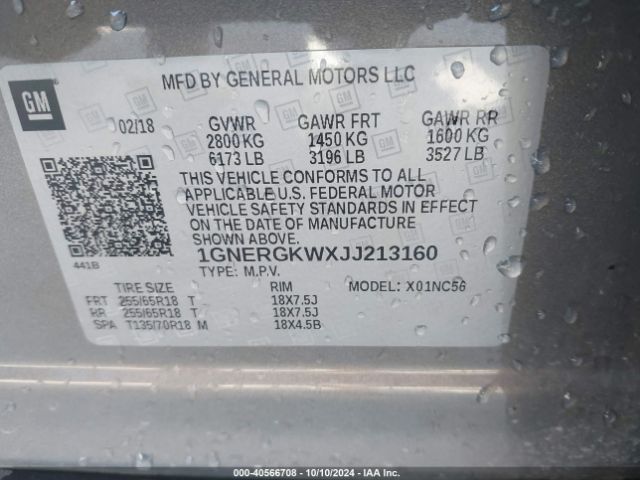 MFD BY GENERAL MOTORS LLC
GM
02/18 GVWR GAWR FRT GAWR RR
2800 KG 1450 KG 1600 KG
6173 LB 3196 LB 3527 LB
THIS VEHICLE CONFORMS TO ALL
APPLICABLE U.S. FEDERAL MOTOR
VEHICLE SAFETY STANDARDS IN EFFECT
ON THE DATE OF MANUFACTURE
SHOWN ABOVE.
1GNERGKWXJJ213160
441B
TYPE: M.P.V.
TIRE SIZE RIM MODEL: X01NC56
FRT 255/65R18 T 18X7.5J
RR 255/65R18 T 18X7.5J
SPA T135/70R18 M 18X4.5B
000-40566708 - 10/10/2024 - IAAI.COM